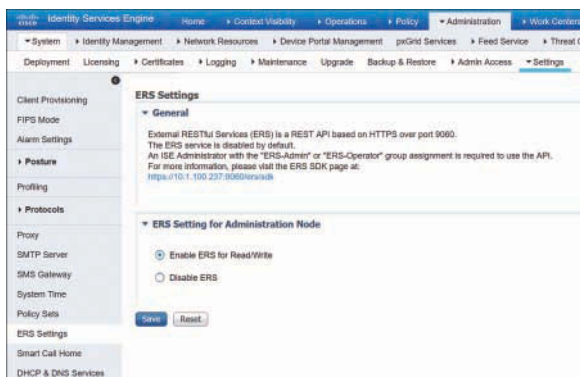 cisco Identity Services Engine Home Context Visibility Operations Policy Administration Work Centers
System Identity Management Network Resources Device Portal Management pxGrid Services Feed Service Threat
Deployment Licensing Certificates Logging Maintenance Upgrade Backup & Restore Admin Access Settings
Client Provisioning
FIPS Mode
Alarm Settings
Posture
Profiling
Protocols
Proxy
SMTP Server
SMS Gateway
System Time
Policy Sets
ERS Settings
Smart Call Home
DHCP & DNS Services
ERS Settings
General
External RESTful Services (ERS) is a REST API based on HTTPS over port 9060.
The ERS service is disabled by default.
An ISE Administrator with the "ERS-Admin" or "ERS-Operator" group assignment is required to use the API.
For more information, please visit the ERS SDK page at:
https://10.1.100.237:9060/ers/sdk
ERS Setting for Administration Node
Enable ERS for Read/Write
Disable ERS
Save Reset